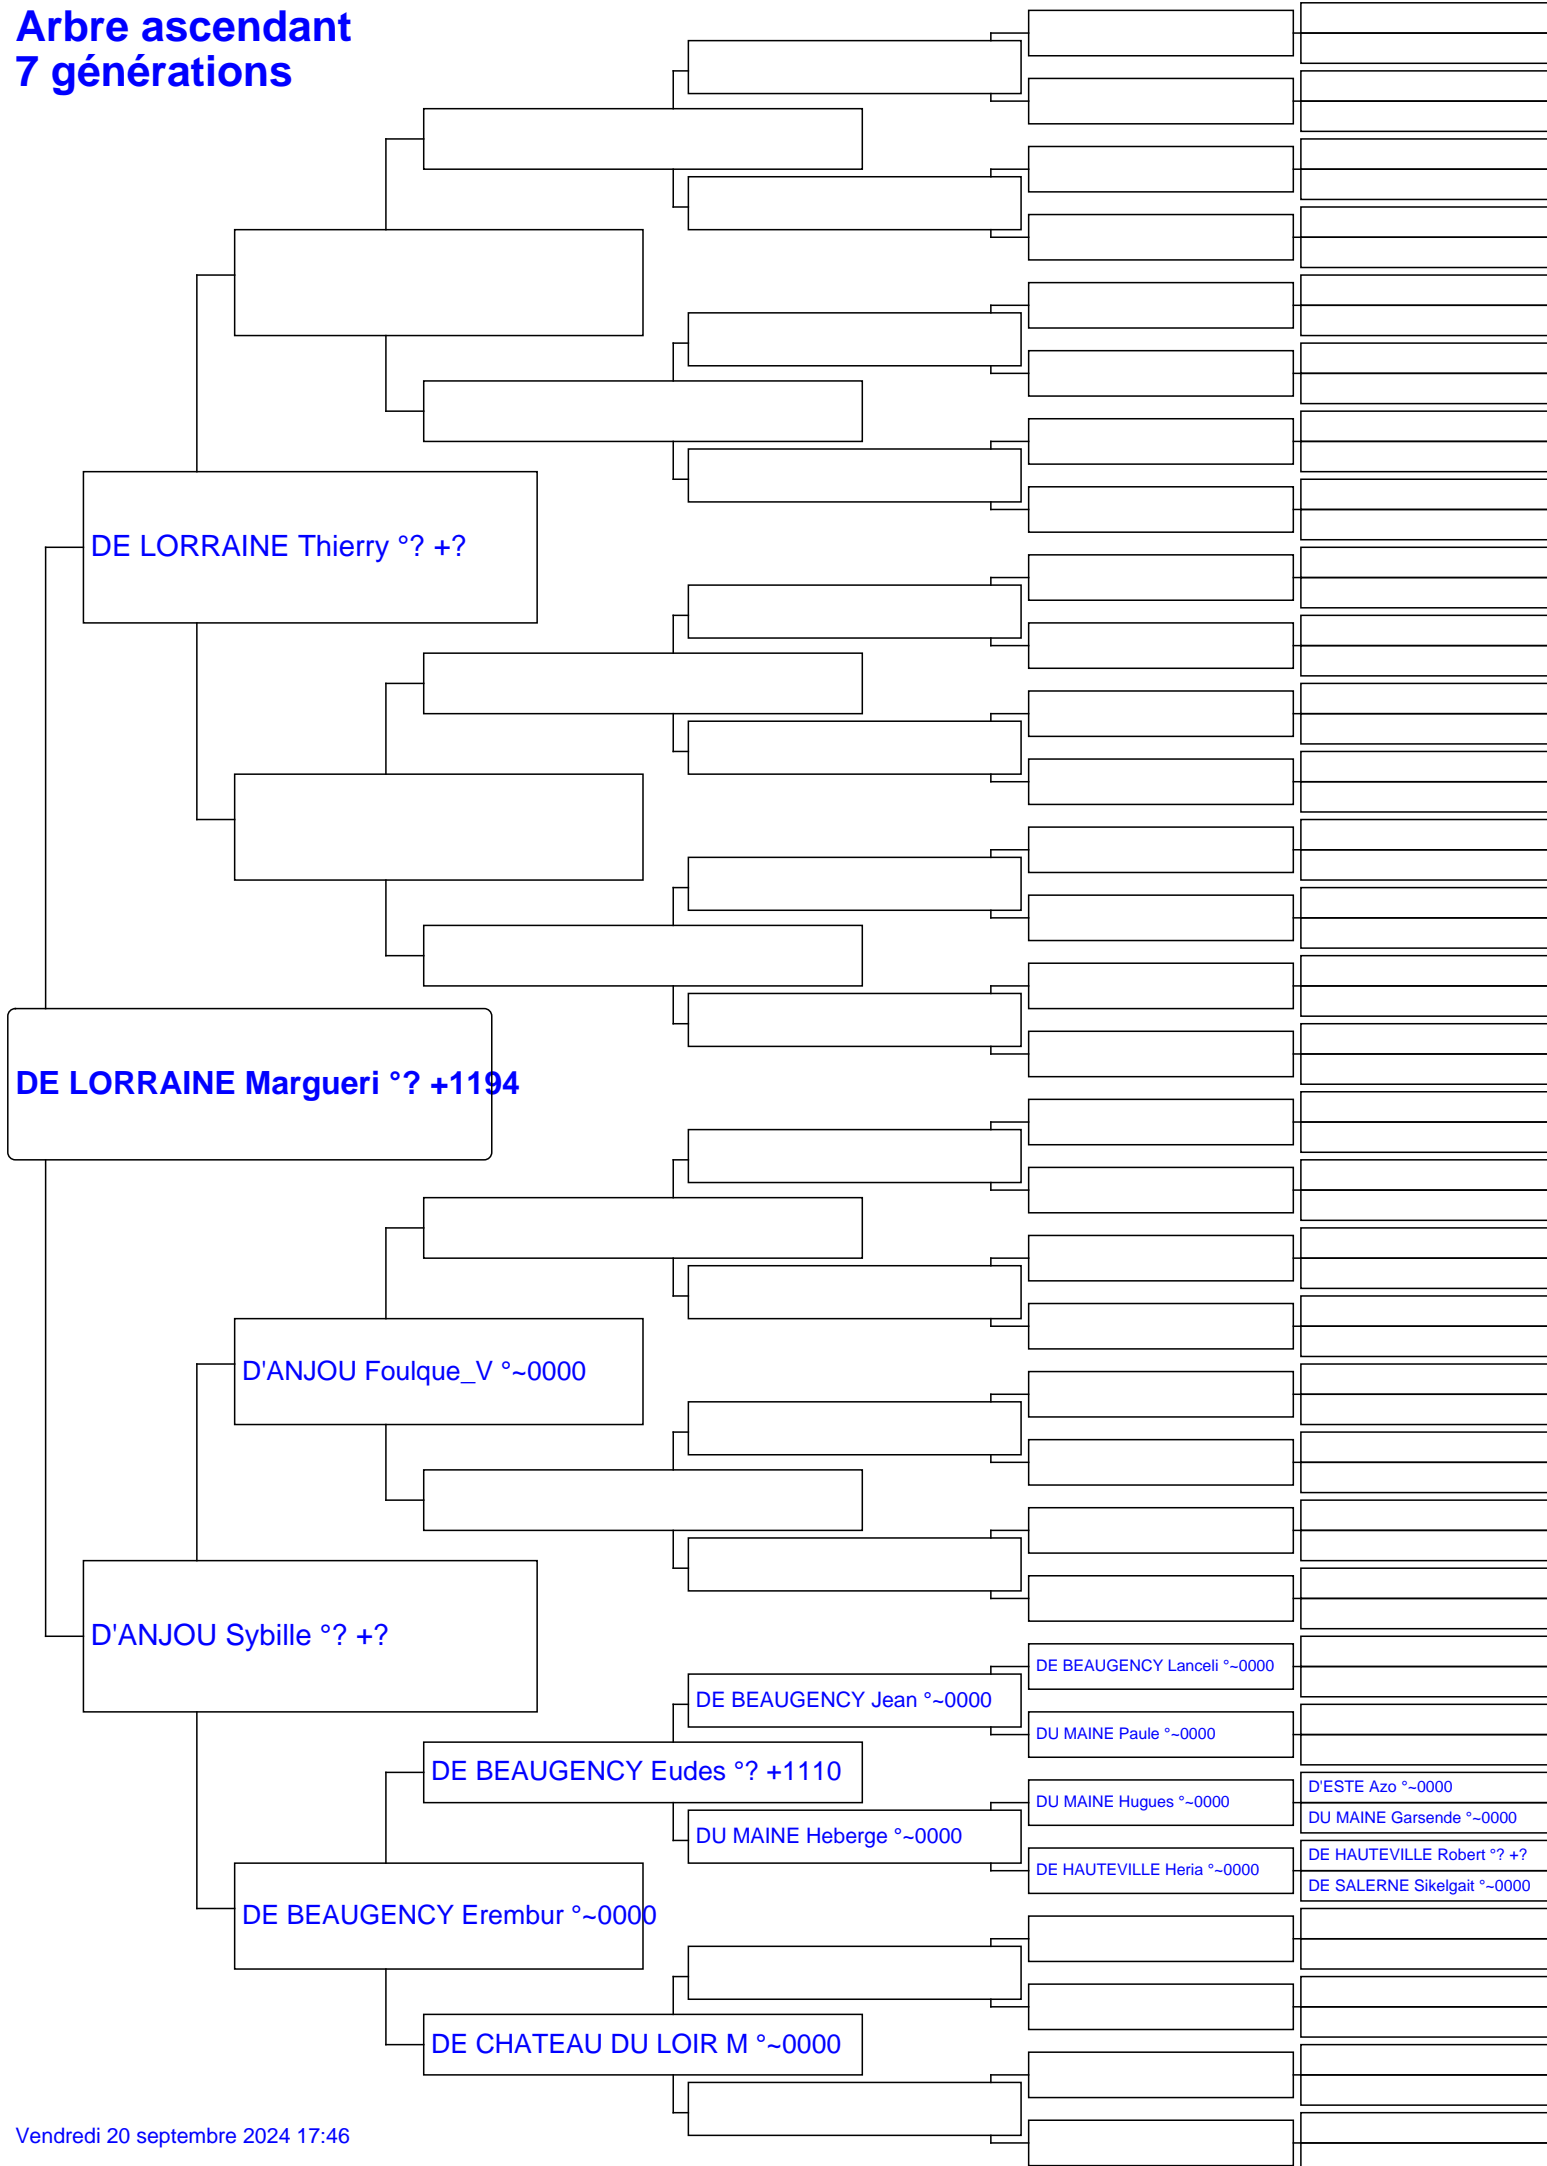 Arbre ascendant
7 générations
DE LORRAINE Thierry °? +?
DE LORRAINE Margueri °? +1194
D'ANJOU Foulque_V °~0000
D'ANJOU Sybille °? +?
DE BEAUGENCY Lanceli °~0000
DE BEAUGENCY Jean °~0000
DU MAINE Paule °~0000
DE BEAUGENCY Eudes °? +1110
D'ESTE Azo °~0000
DU MAINE Hugues °~0000
DU MAINE Garsende °~0000
DU MAINE Heberge °~0000
DE HAUTEVILLE Robert °? +?
DE HAUTEVILLE Heria °~0000
DE SALERNE Sikelgait °~0000
DE BEAUGENCY Erembur °~0000
DE CHATEAU DU LOIR M °~0000
Vendredi 20 septembre 2024 17:46